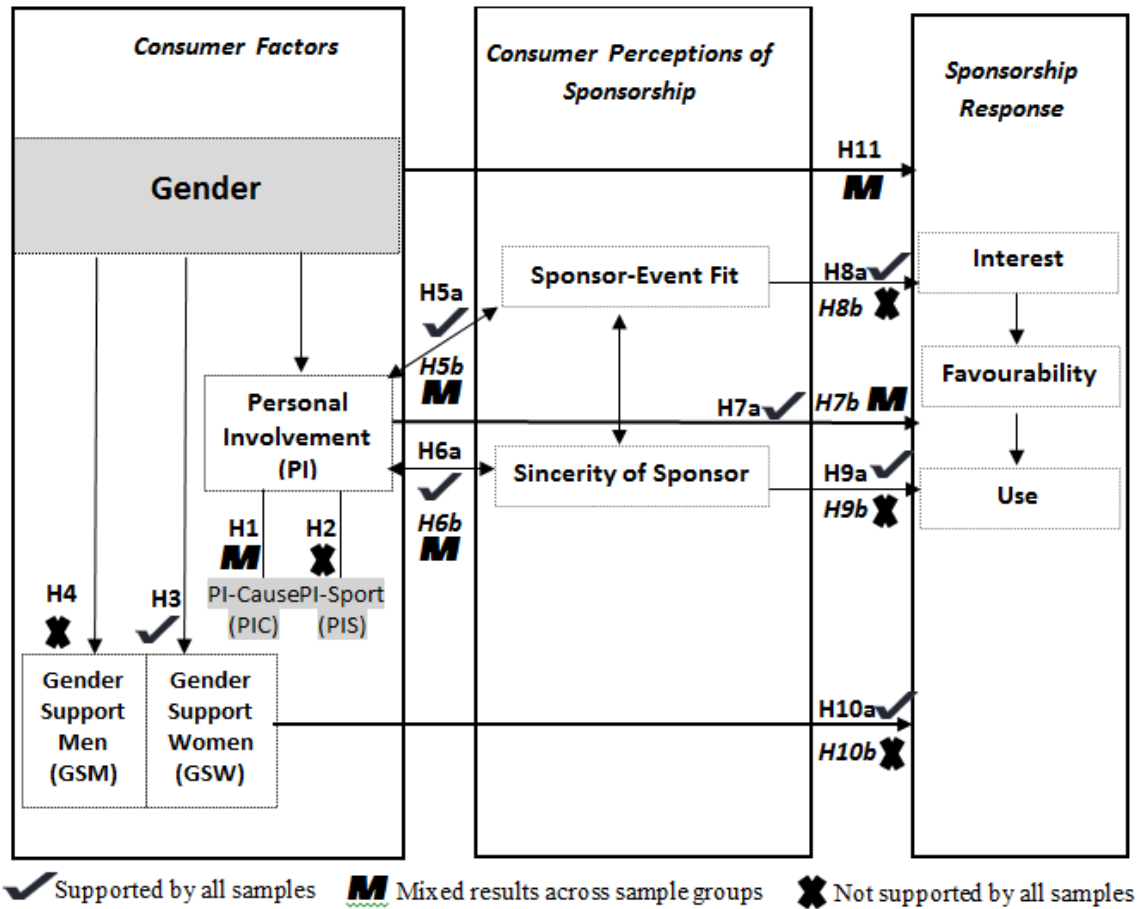 Consumer Factors
Consumer Perceptions of
Sponsorship
Sponsorship
Response
Gender
H11
M
Sponsor-Event Fit
H8a
H8b
Interest
H5a
H5b
M
Favourability
Personal
Involvement
(PI)
H7a
H7b M
H6a
H6b
M
Sincerity of Sponsor
H9a
H9b
Use
H1
M
H2
PI-Cause
(PIC)
PI-Sport
(PIS)
H4
H3
Gender
Support
Men
(GSM)
Gender
Support
Women
(GSW)
H10a
H10b
Supported by all samples
M Mixed results across sample groups
Not supported by all samples